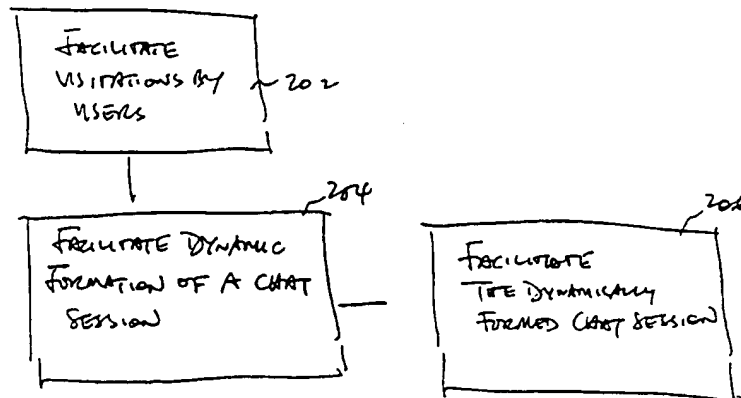 FACILITATE
VISITATIONS BY
USERS
202
204
FACILITATE DYNAMIC
FORMATION OF A CHAT
SESSION
FACILITATE
THE DYNAMICALLY
FORMED CHAT SESSION